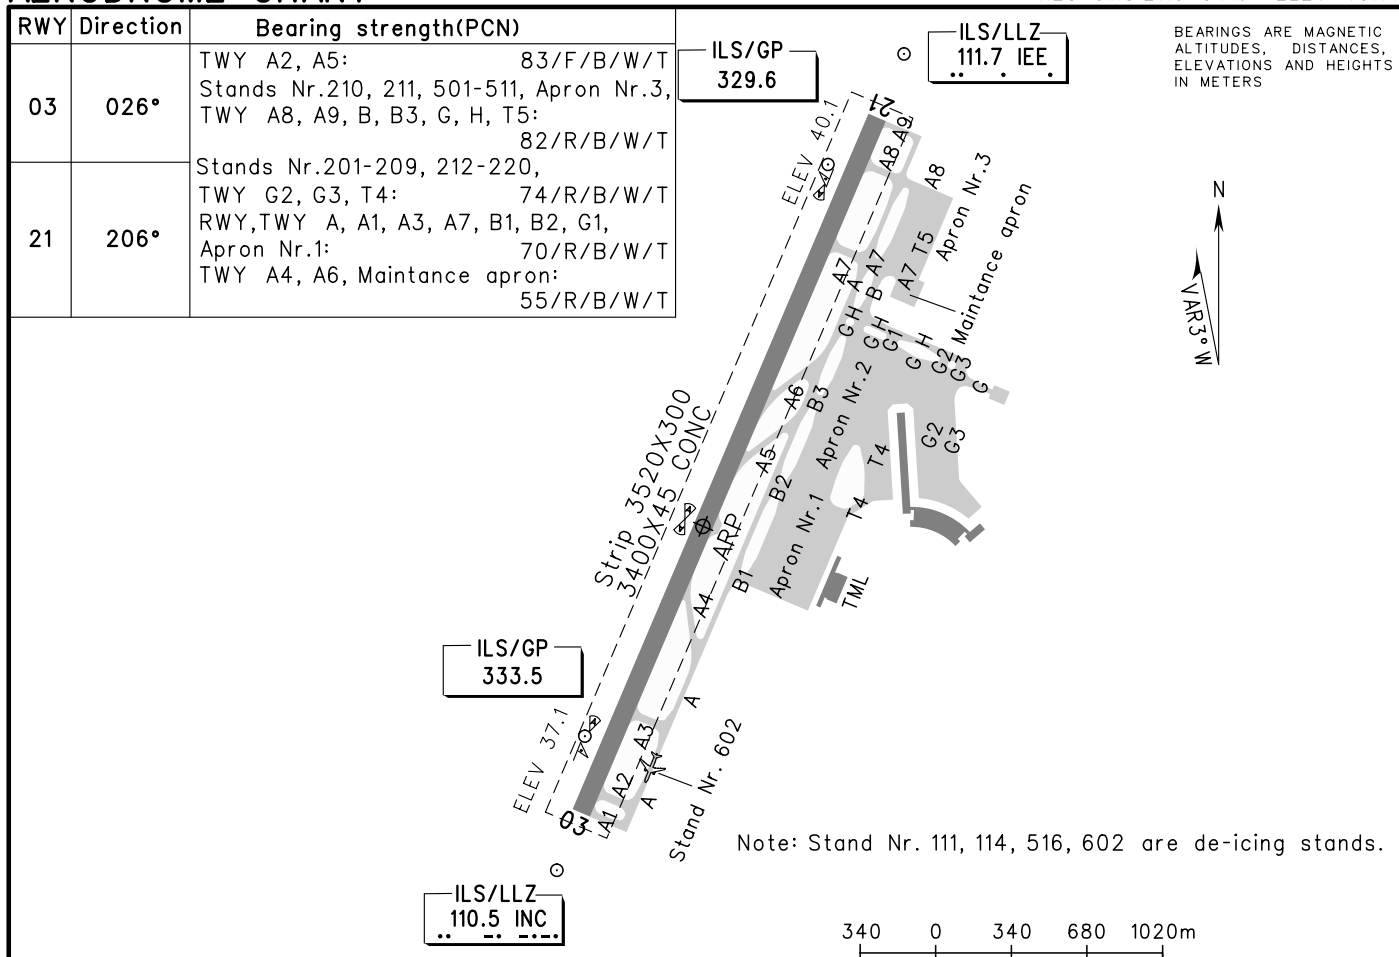 RWY Direction Bearing strength(PCN)
03 026°
21 206°
TWY A2, A5: 83/F/B/W/T
Stands Nr.210, 211, 501-511, Apron Nr.3,
TWY A8, A9, B, B3, G, H, T5:
82/R/B/W/T
Stands Nr.201-209, 212-220,
TWY G2, G3, T4: 74/R/B/W/T
RWY,TWY A, A1, A3, A7, B1, B2, G1,
Apron Nr.1: 70/R/B/W/T
TWY A4, A6, Maintance apron:
55/R/B/W/T
ILS/GP
329.6
ILS/LLZ
111.7 IEE
BEARINGS ARE MAGNETIC
ALTITUDES, DISTANCES,
ELEVATIONS AND HEIGHTS
IN METERS
N
VAR3°W
21
ELEV 40.1
A9
A8
A8
Apron Nr.3
Maintance apron
T5
A7
A7
A7
A
B
H
G
H
G
G1
H
G
G2
G3
G
A6
B3
Apron Nr.2
G2
G3
T4
A5
B2
T4
Strip 3520X300
3400X45 CONC
ARP
Apron Nr.1
B1
TML
A4
ILS/GP
333.5
A
ELEV 37.1
A3
A2
A
A1
03
Stand Nr. 602
Note: Stand Nr. 111, 114, 516, 602 are de-icing stands.
ILS/LLZ
110.5 INC
340 0 340 680 1020m